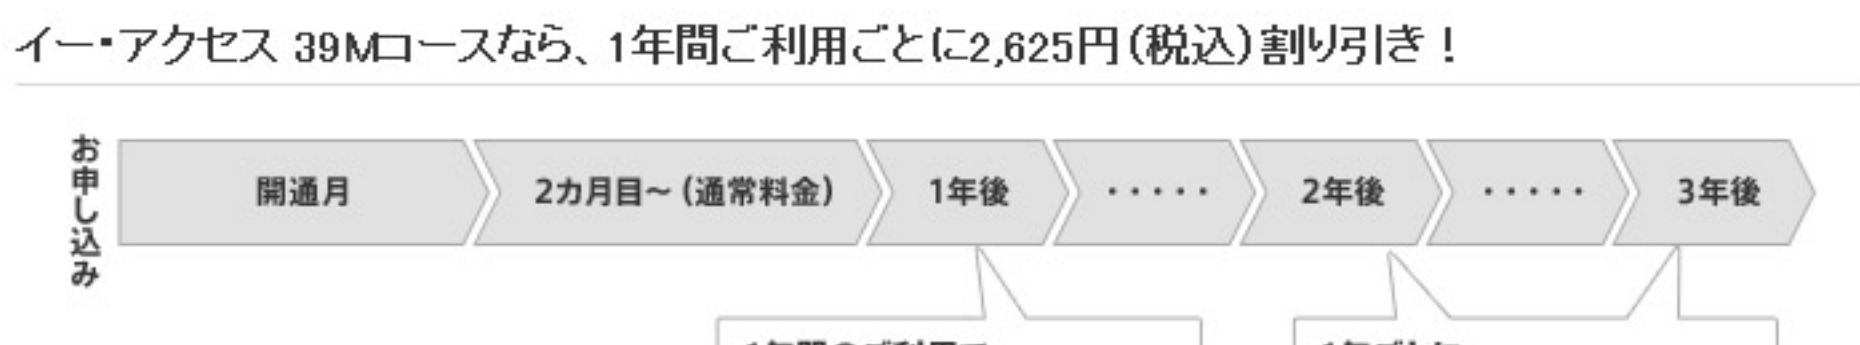 イー・アクセス 39Mコースなら、1年間ご利用ごとに2,625円(税込)割り引き！
お申し込み
開通月
2カ月目～(通常料金)
1年後
・・・・・
2年後
・・・・・
3年後